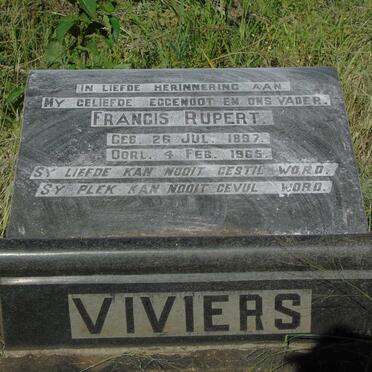 IN LIEFDE HERINNERING AAN
MY GELIEFDE EGGENOOT EN ONS VADER.
FRANCIS RUPERT.
GEB. 26 JUL. 1897.
OORL. 4 FEB. 1965.
SY LIEFDE KAN NOOIT GESTIL WORD.
SY PLEK KAN NOOIT GEVUL WORD.
VIVIERS